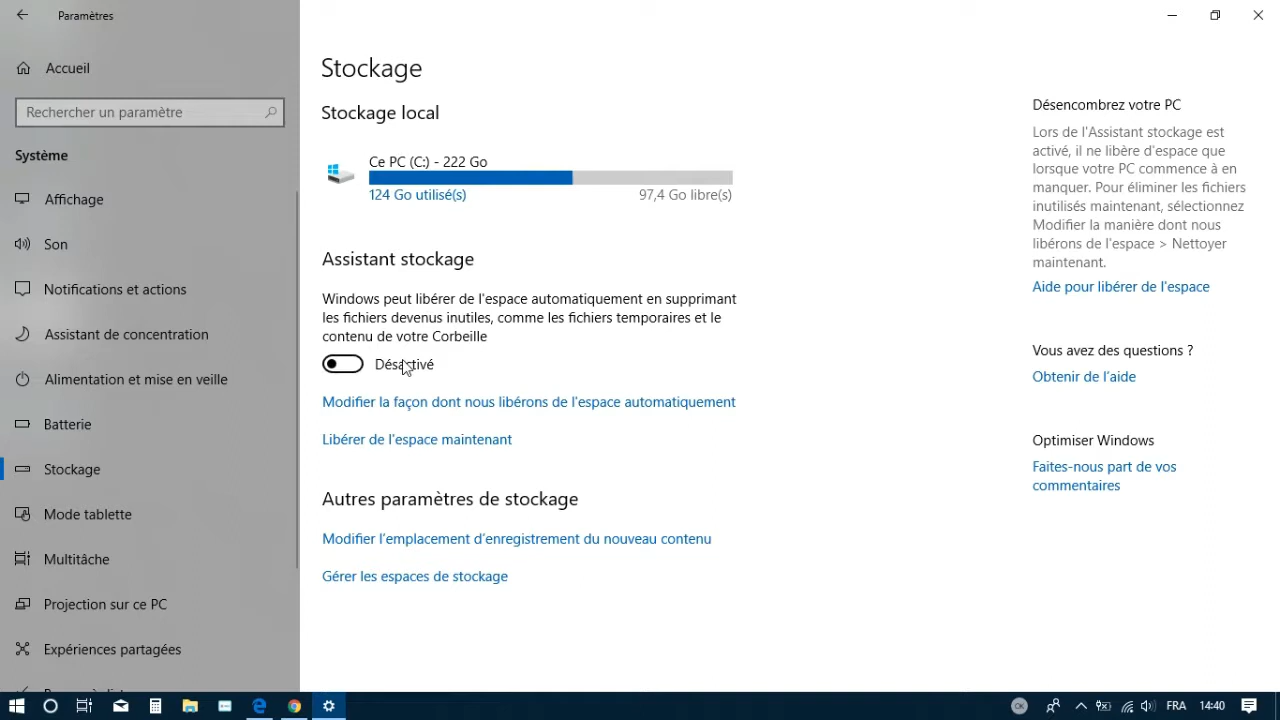 Paramètres
Accueil
Rechercher un paramètre
Système
Affichage
Son
Notifications et actions
Assistant de concentration
Alimentation et mise en veille
Batterie
Stockage
Mode tablette
Multitâche
Projection sur ce PC
Expériences partagées
Stockage
Stockage local
Ce PC (C:) - 222 Go
124 Go utilisé(s)
97,4 Go libre(s)
Assistant stockage
Windows peut libérer de l'espace automatiquement en supprimant
les fichiers devenus inutiles, comme les fichiers temporaires et le
contenu de votre Corbeille
Désactivé
Modifier la façon dont nous libérons de l'espace automatiquement
Libérer de l'espace maintenant
Autres paramètres de stockage
Modifier l'emplacement d'enregistrement du nouveau contenu
Gérer les espaces de stockage
Désencombrez votre PC
Lors de l'Assistant stockage est
activé, il ne libère d'espace que
lorsque votre PC commence à en
manquer. Pour éliminer les fichiers
inutilisés maintenant, sélectionnez
Modifier la manière dont nous
libérons de l'espace > Nettoyer
maintenant.
Aide pour libérer de l'espace
Vous avez des questions ?
Obtenir de l'aide
Optimiser Windows
Faites-nous part de vos
commentaires
OK
FRA
14:40